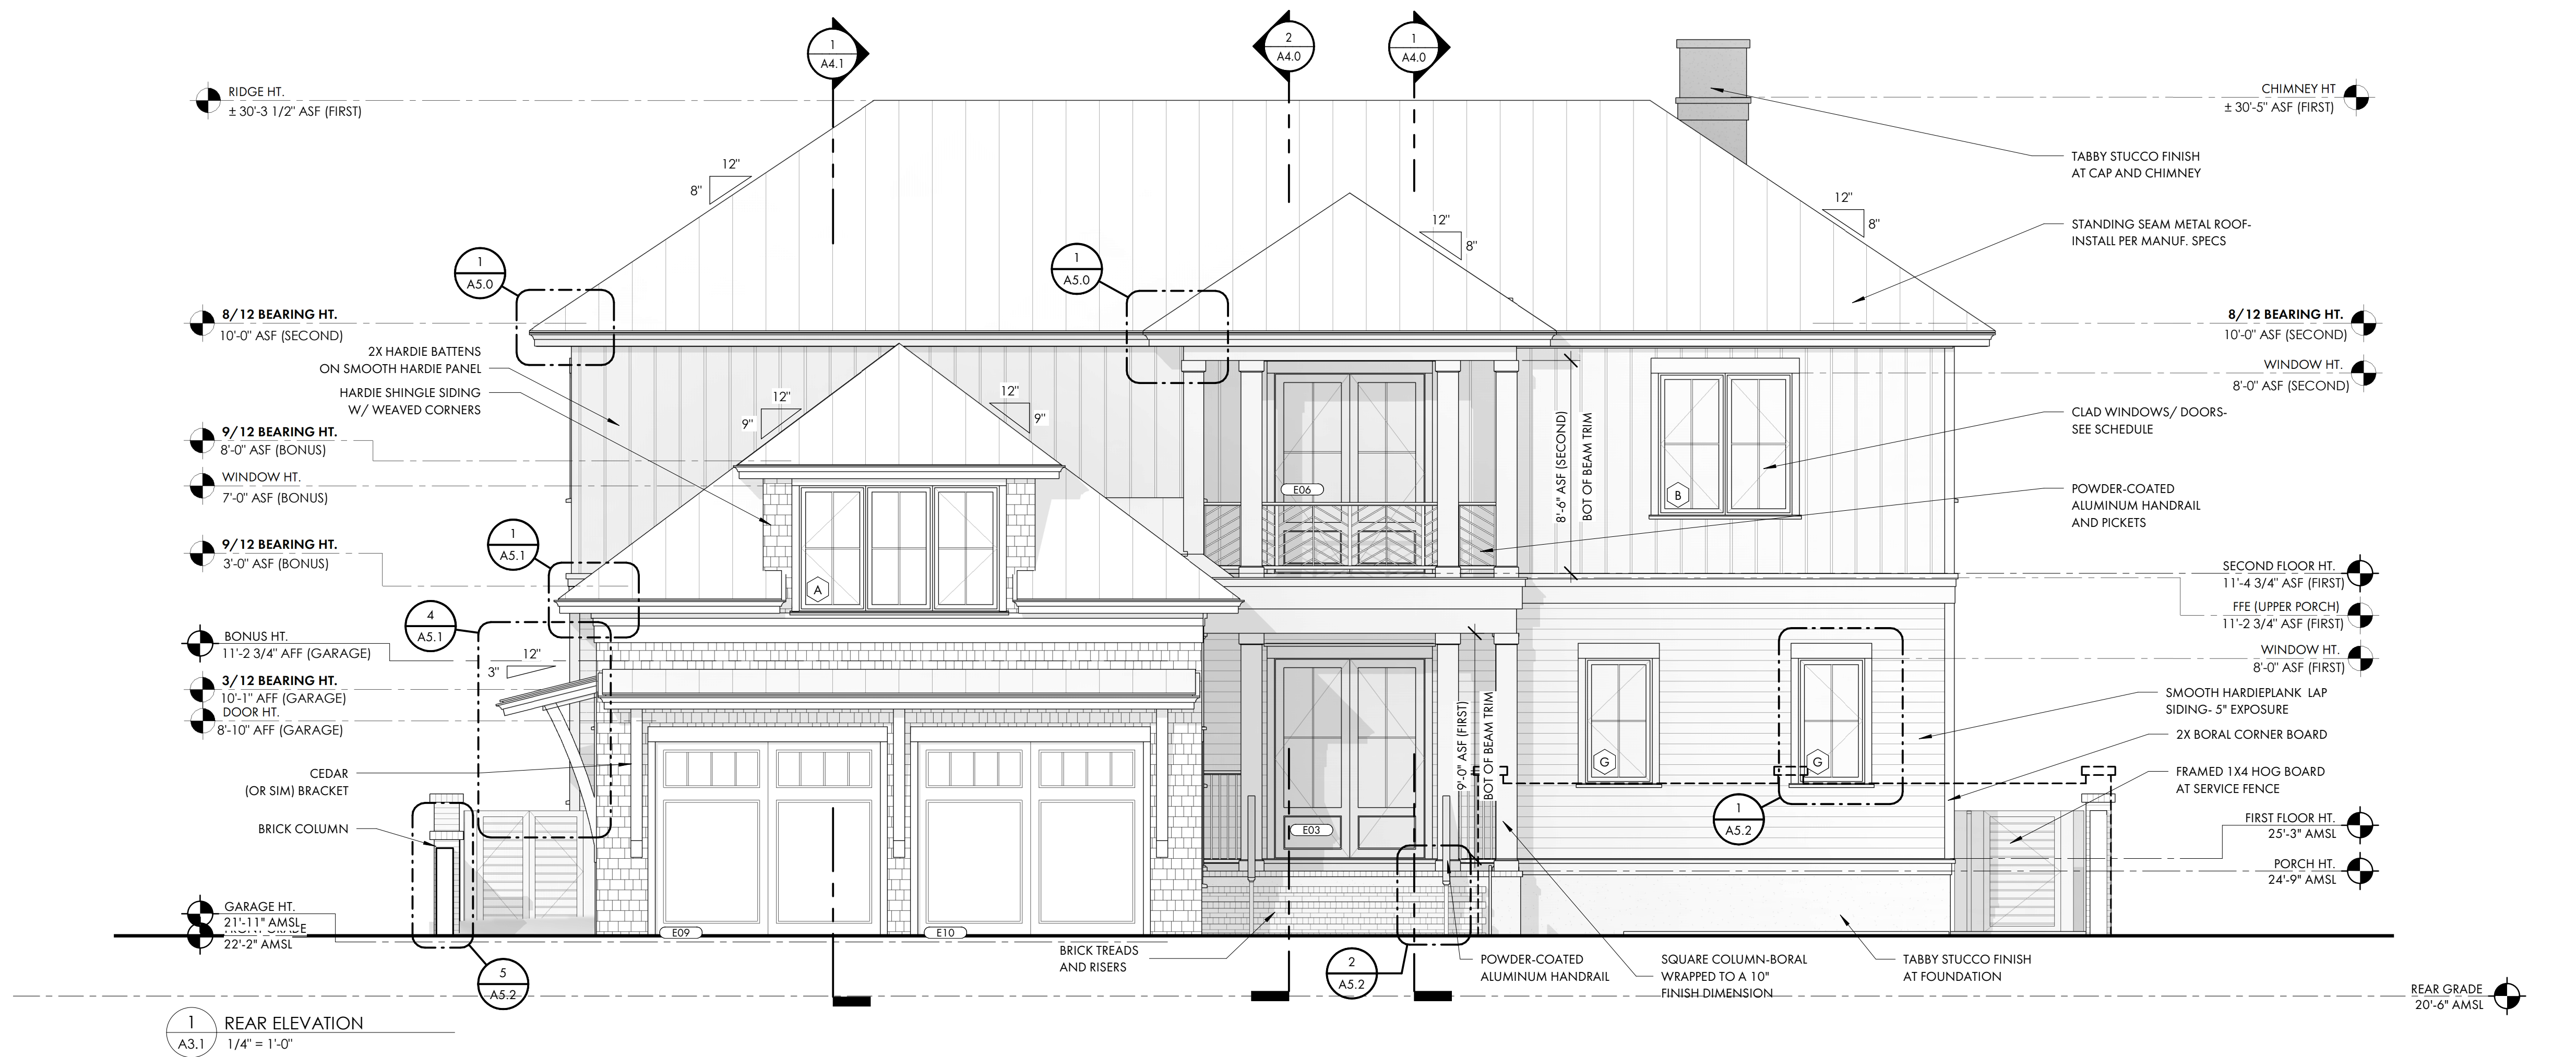 1
A4.1
2
A4.0
1
A4.0
RIDGE HT.
± 30'-3 1/2" ASF (FIRST)
CHIMNEY HT
± 30'-5" ASF (FIRST)
12"
8"
TABBY STUCCO FINISH
AT CAP AND CHIMNEY
12"
8"
12"
8"
STANDING SEAM METAL ROOF-
INSTALL PER MANUF. SPECS
1
A5.0
1
A5.0
8/12 BEARING HT.
10'-0" ASF (SECOND)
8/12 BEARING HT.
10'-0" ASF (SECOND)
2X HARDIE BATTENS
ON SMOOTH HARDIE PANEL
HARDIE SHINGLE SIDING
W/ WEAVED CORNERS
WINDOW HT.
8'-0" ASF (SECOND)
12"
9"
12"
9"
CLAD WINDOWS/ DOORS-
SEE SCHEDULE
9/12 BEARING HT.
8'-0" ASF (BONUS)
WINDOW HT.
7'-0" ASF (BONUS)
8'-6" ASF (SECOND)
BOT OF BEAM TRIM
E06
B
POWDER-COATED
ALUMINUM HANDRAIL
AND PICKETS
9/12 BEARING HT.
3'-0" ASF (BONUS)
1
A5.1
A
SECOND FLOOR HT.
11'-4 3/4" ASF (FIRST)
FFE (UPPER PORCH)
11'-2 3/4" ASF (FIRST)
4
A5.1
BONUS HT.
11'-2 3/4" AFF (GARAGE)
12"
3"
WINDOW HT.
8'-0" ASF (FIRST)
3/12 BEARING HT.
10'-1" AFF (GARAGE)
DOOR HT.
8'-10" AFF (GARAGE)
9'-0" ASF (FIRST)
BOT OF BEAM TRIM
SMOOTH HARDIEPLANK LAP
SIDING- 5" EXPOSURE
2X BORAL CORNER BOARD
G
G
CEDAR
(OR SIM) BRACKET
FRAMED 1X4 HOG BOARD
AT SERVICE FENCE
1
A5.2
BRICK COLUMN
E03
FIRST FLOOR HT.
25'-3" AMSL
PORCH HT.
24'-9" AMSL
GARAGE HT.
21'-11" AMSL
FRONT GRADE
22'-2" AMSL
E09
E10
BRICK TREADS
AND RISERS
5
A5.2
2
A5.2
POWDER-COATED
ALUMINUM HANDRAIL
SQUARE COLUMN-BORAL
WRAPPED TO A 10"
FINISH DIMENSION
TABBY STUCCO FINISH
AT FOUNDATION
REAR GRADE
20'-6" AMSL
1
A3.1
REAR ELEVATION
1/4" = 1'-0"